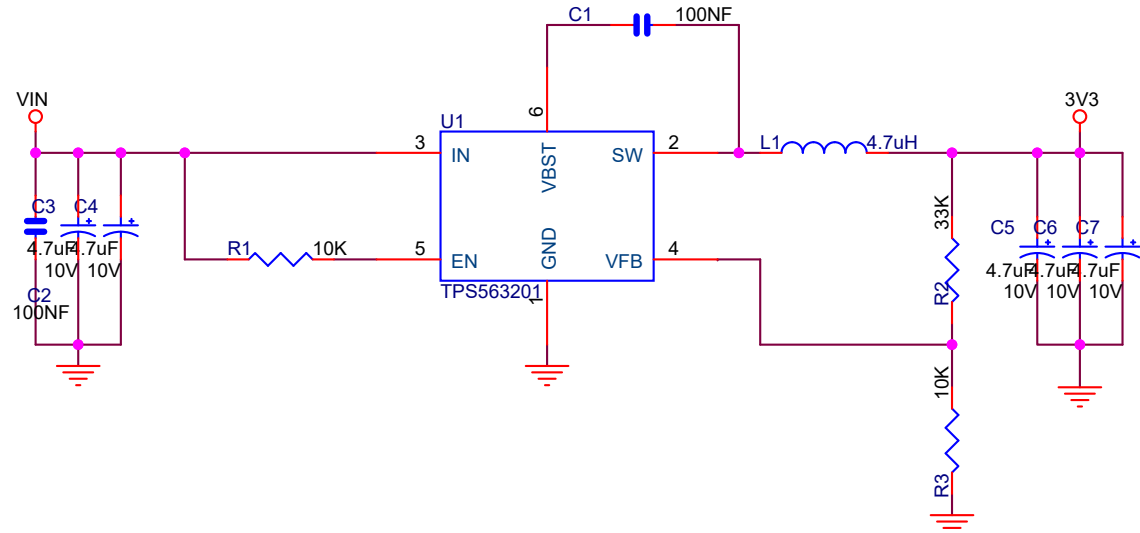 C1 100NF
VIN
3V3
6
U1
3 IN VBST SW 2 L1 4.7uH
33K
C3 C4
C5 C6 C7
4.7uF 4.7uF
R1 10K 5 EN GND VFB 4
10V 10V
4.7uF 4.7uF 4.7uF
10V 10V 10V
R2
C2
100NF
TPS563201
1
10K
R3